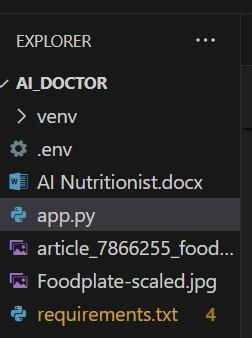 EXPLORER ...
AI_DOCTOR
venv
.env
AI Nutritionist.docx
app.py
article_7866255_food...
Foodplate-scaled.jpg
requirements.txt 4